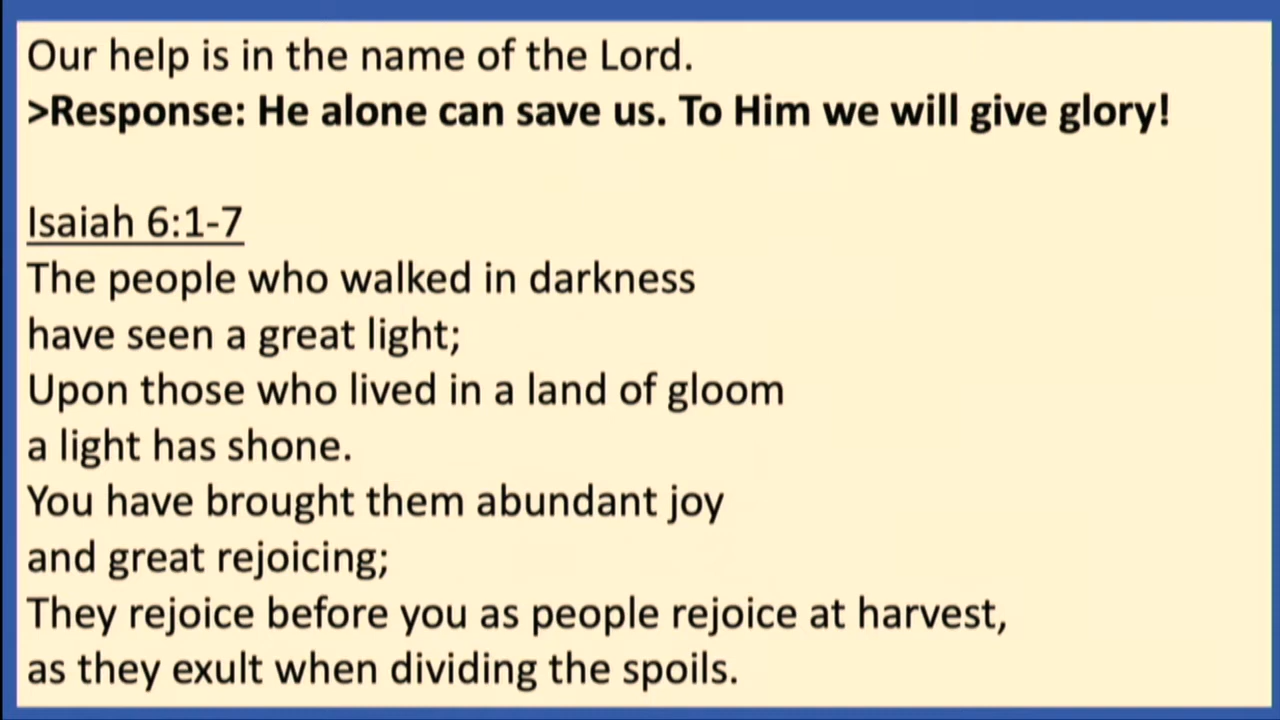 Our help is in the name of the Lord.
>Response: He alone can save us. To Him we will give glory!
Isaiah 6:1-7
The people who walked in darkness
have seen a great light;
Upon those who lived in a land of gloom
a light has shone.
You have brought them abundant joy
and great rejoicing;
They rejoice before you as people rejoice at harvest,
as they exult when dividing the spoils.